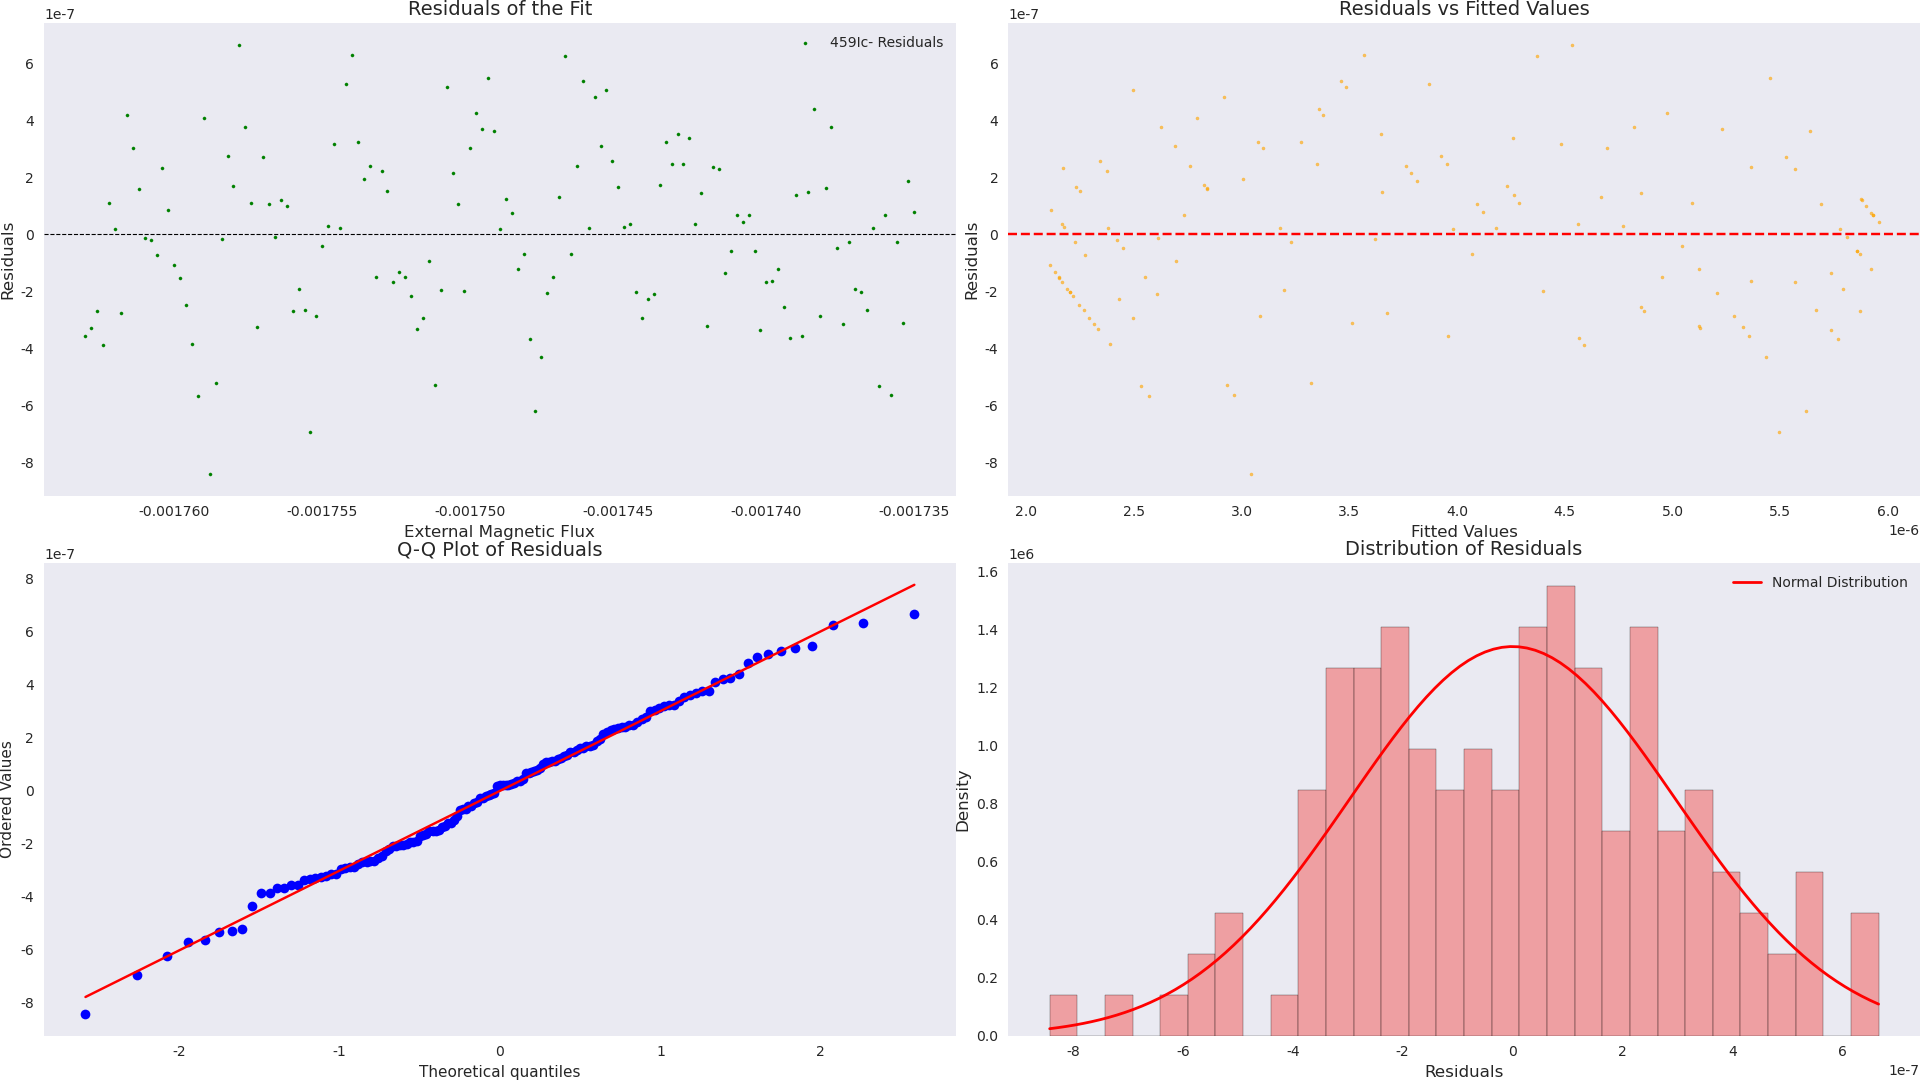 Residuals of the Fit
1e-7
459Ic- Residuals
6
4
2
0
-2
-4
-6
-8
Residuals
-0.001760 -0.001755 -0.001750 -0.001745 -0.001740 -0.001735
External Magnetic Flux
Residuals vs Fitted Values
1e-7
6
4
2
0
-2
-4
-6
-8
Residuals
2.0 2.5 3.0 3.5 4.0 4.5 5.0 5.5 6.0
1e-6
Fitted Values
Q-Q Plot of Residuals
1e-7
8
6
4
2
0
-2
-4
-6
-8
Ordered Values
-2 -1 0 1 2
Theoretical quantiles
Distribution of Residuals
1e6
Normal Distribution
1.6
1.4
1.2
1.0
0.8
0.6
0.4
0.2
0.0
Density
-8 -6 -4 -2 0 2 4 6
1e-7
Residuals